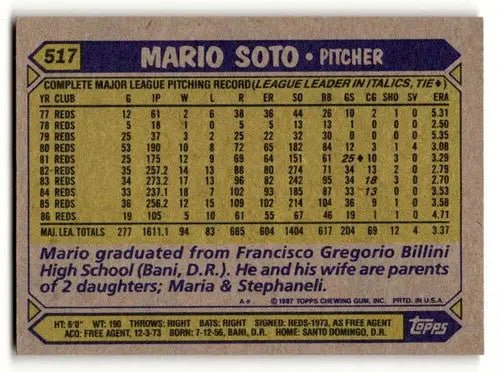 517 MARIO SOTO • PITCHER
COMPLETE MAJOR LEAGUE PITCHING RECORD (LEAGUE LEADER IN ITALICS, TIE♦)
YR CLUB G IP W L R ER SO BB GS CG SHO SV ERA
77 REDS 12 61 2 6 38 36 44 26 10 2 1 0 5.31
78 REDS 5 18 1 0 5 5 13 13 1 0 0 0 2.50
79 REDS 25 37 3 2 25 22 32 30 0 0 0 0 5.35
80 REDS 53 190 10 8 72 65 182 84 12 3 1 4 3.08
81 REDS 25 175 12 9 69 64 151 61 25♦ 10 3 0 3.29
82 REDS 35 257.2 14 13 88 80 274 71 34 13 2 0 2.79
83 REDS 34 273.2 17 13 96 82 242 95 34 18 3 0 2.70
84 REDS 33 237.1 18 7 102 93 185 87 33 13 0 0 3.53
85 REDS 36 256.2 12 15 109 102 214 104 36 9 1 0 3.58
86 REDS 19 105 5 10 61 55 67 46 19 1 1 0 4.71
MAJ. LEA. TOTALS 277 1611.1 94 83 665 604 1404 617 204 69 12 4 3.37
Mario graduated from Francisco Gregorio Billini
High School (Bani, D.R.). He and his wife are parents
of 2 daughters; Maria & Stephaneli.
A-* © 1987 TOPPS CHEWING GUM, INC. PRTD. IN U.S.A.
HT: 6'0" WT: 190 THROWS: RIGHT BATS: RIGHT SIGNED: REDS-1973, AS FREE AGENT
ACQ: FREE AGENT, 12-3-73 BORN: 7-12-56, BANI, D.R. HOME: SANTO DOMINGO, D.R.
topps